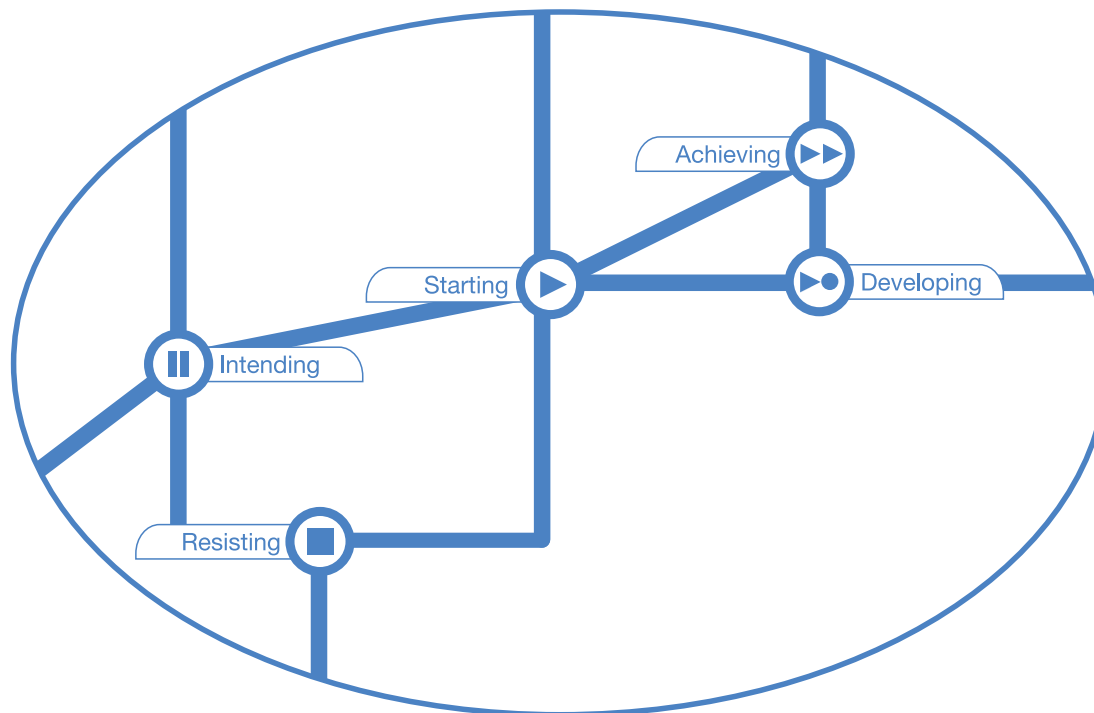 Achieving
Starting
Developing
Intending
Resisting